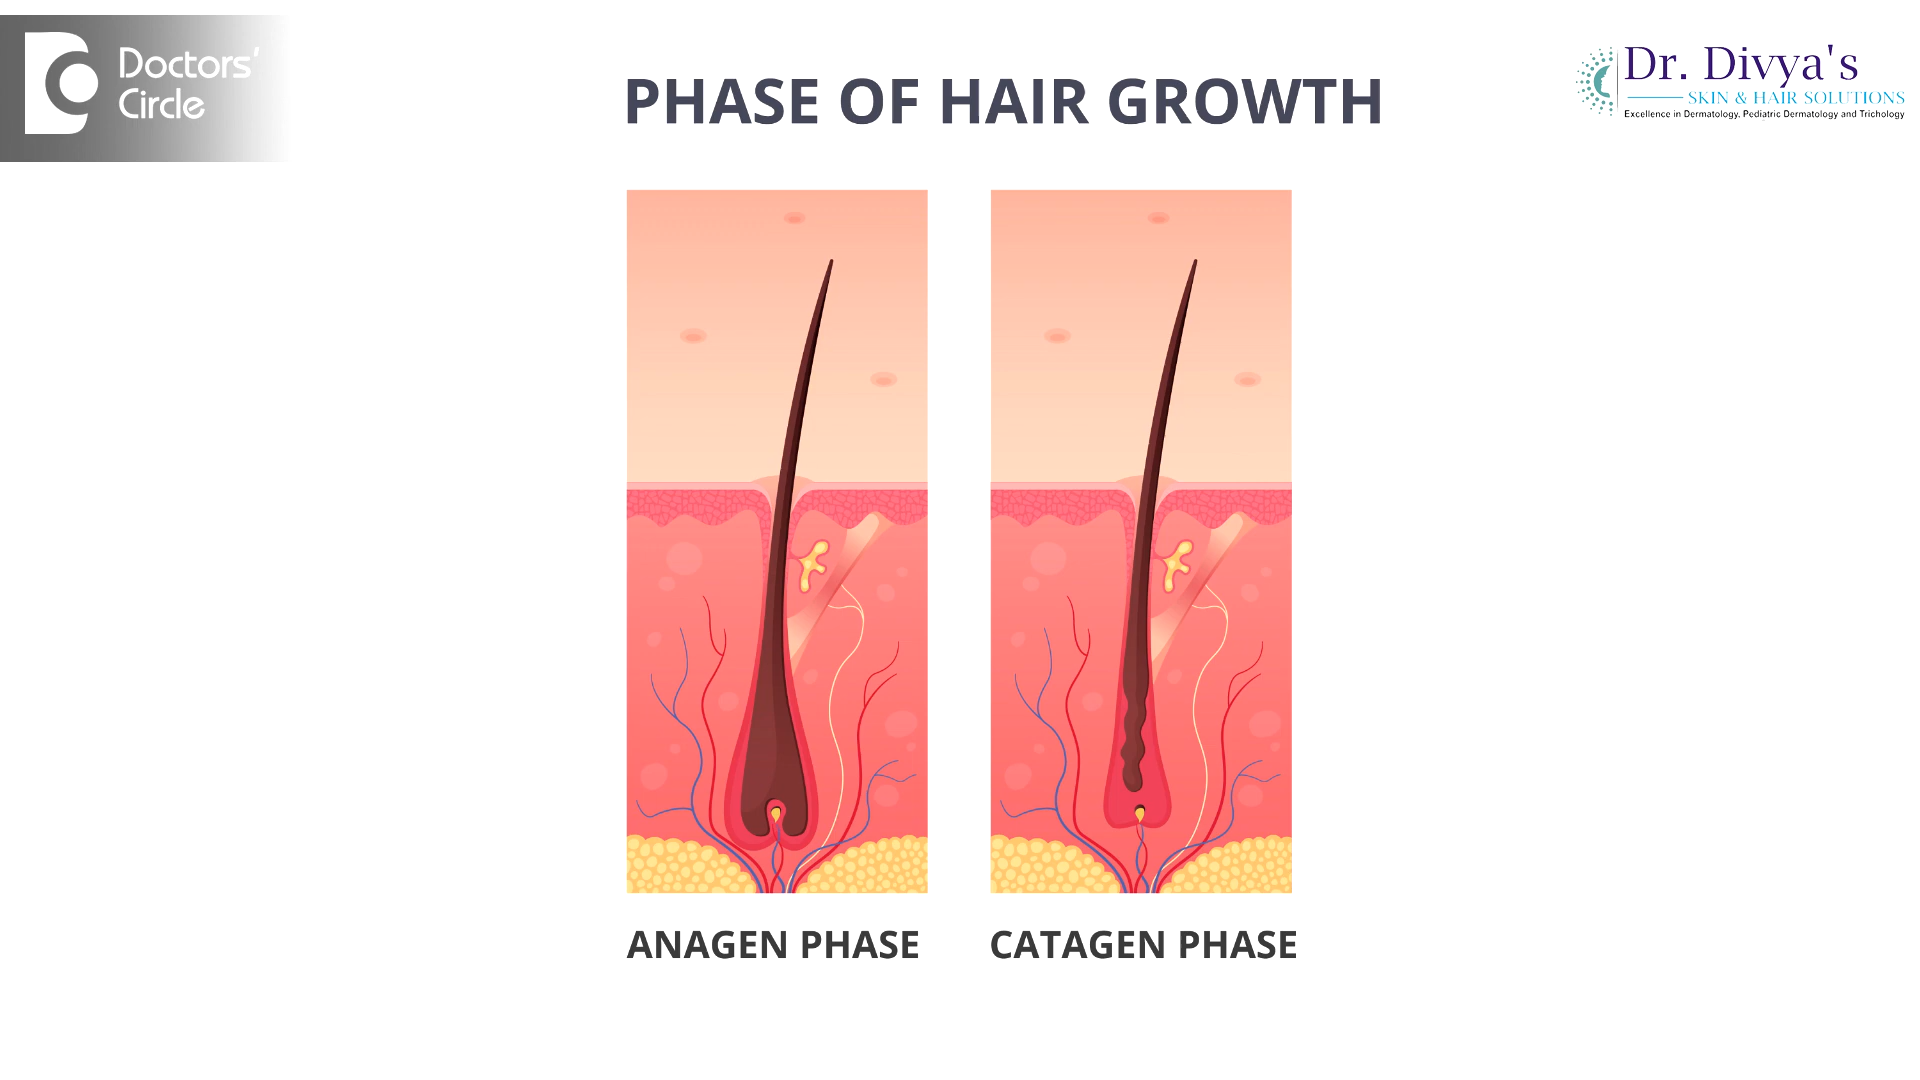 Doctors'
Circle
PHASE OF HAIR GROWTH
Dr. Divya's
SKIN & HAIR SOLUTIONS
Excellence in Dermatology, Pediatric Dermatology and Trichology
ANAGEN PHASE
CATAGEN PHASE